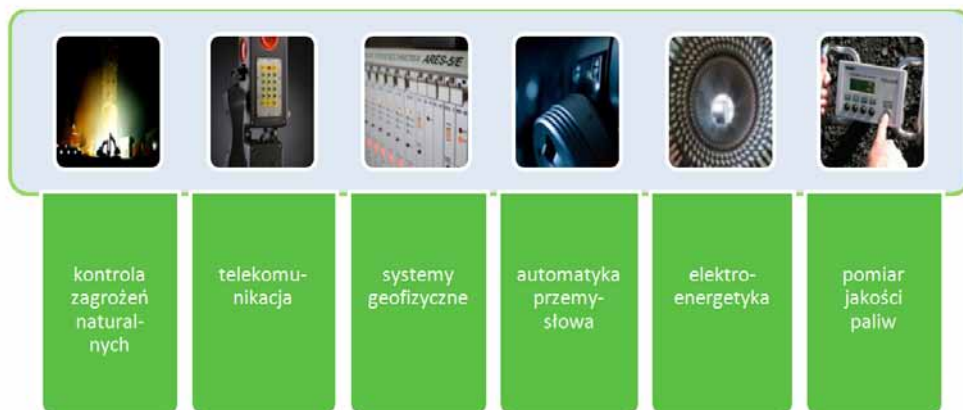 ARES-5/E
kontrola
zagrożeń
natural-
nych
telekomu-
nikacja
systemy
geofizyczne
automatyka
przemy-
słowa
elektro-
energetyka
pomiar
jakości
paliw